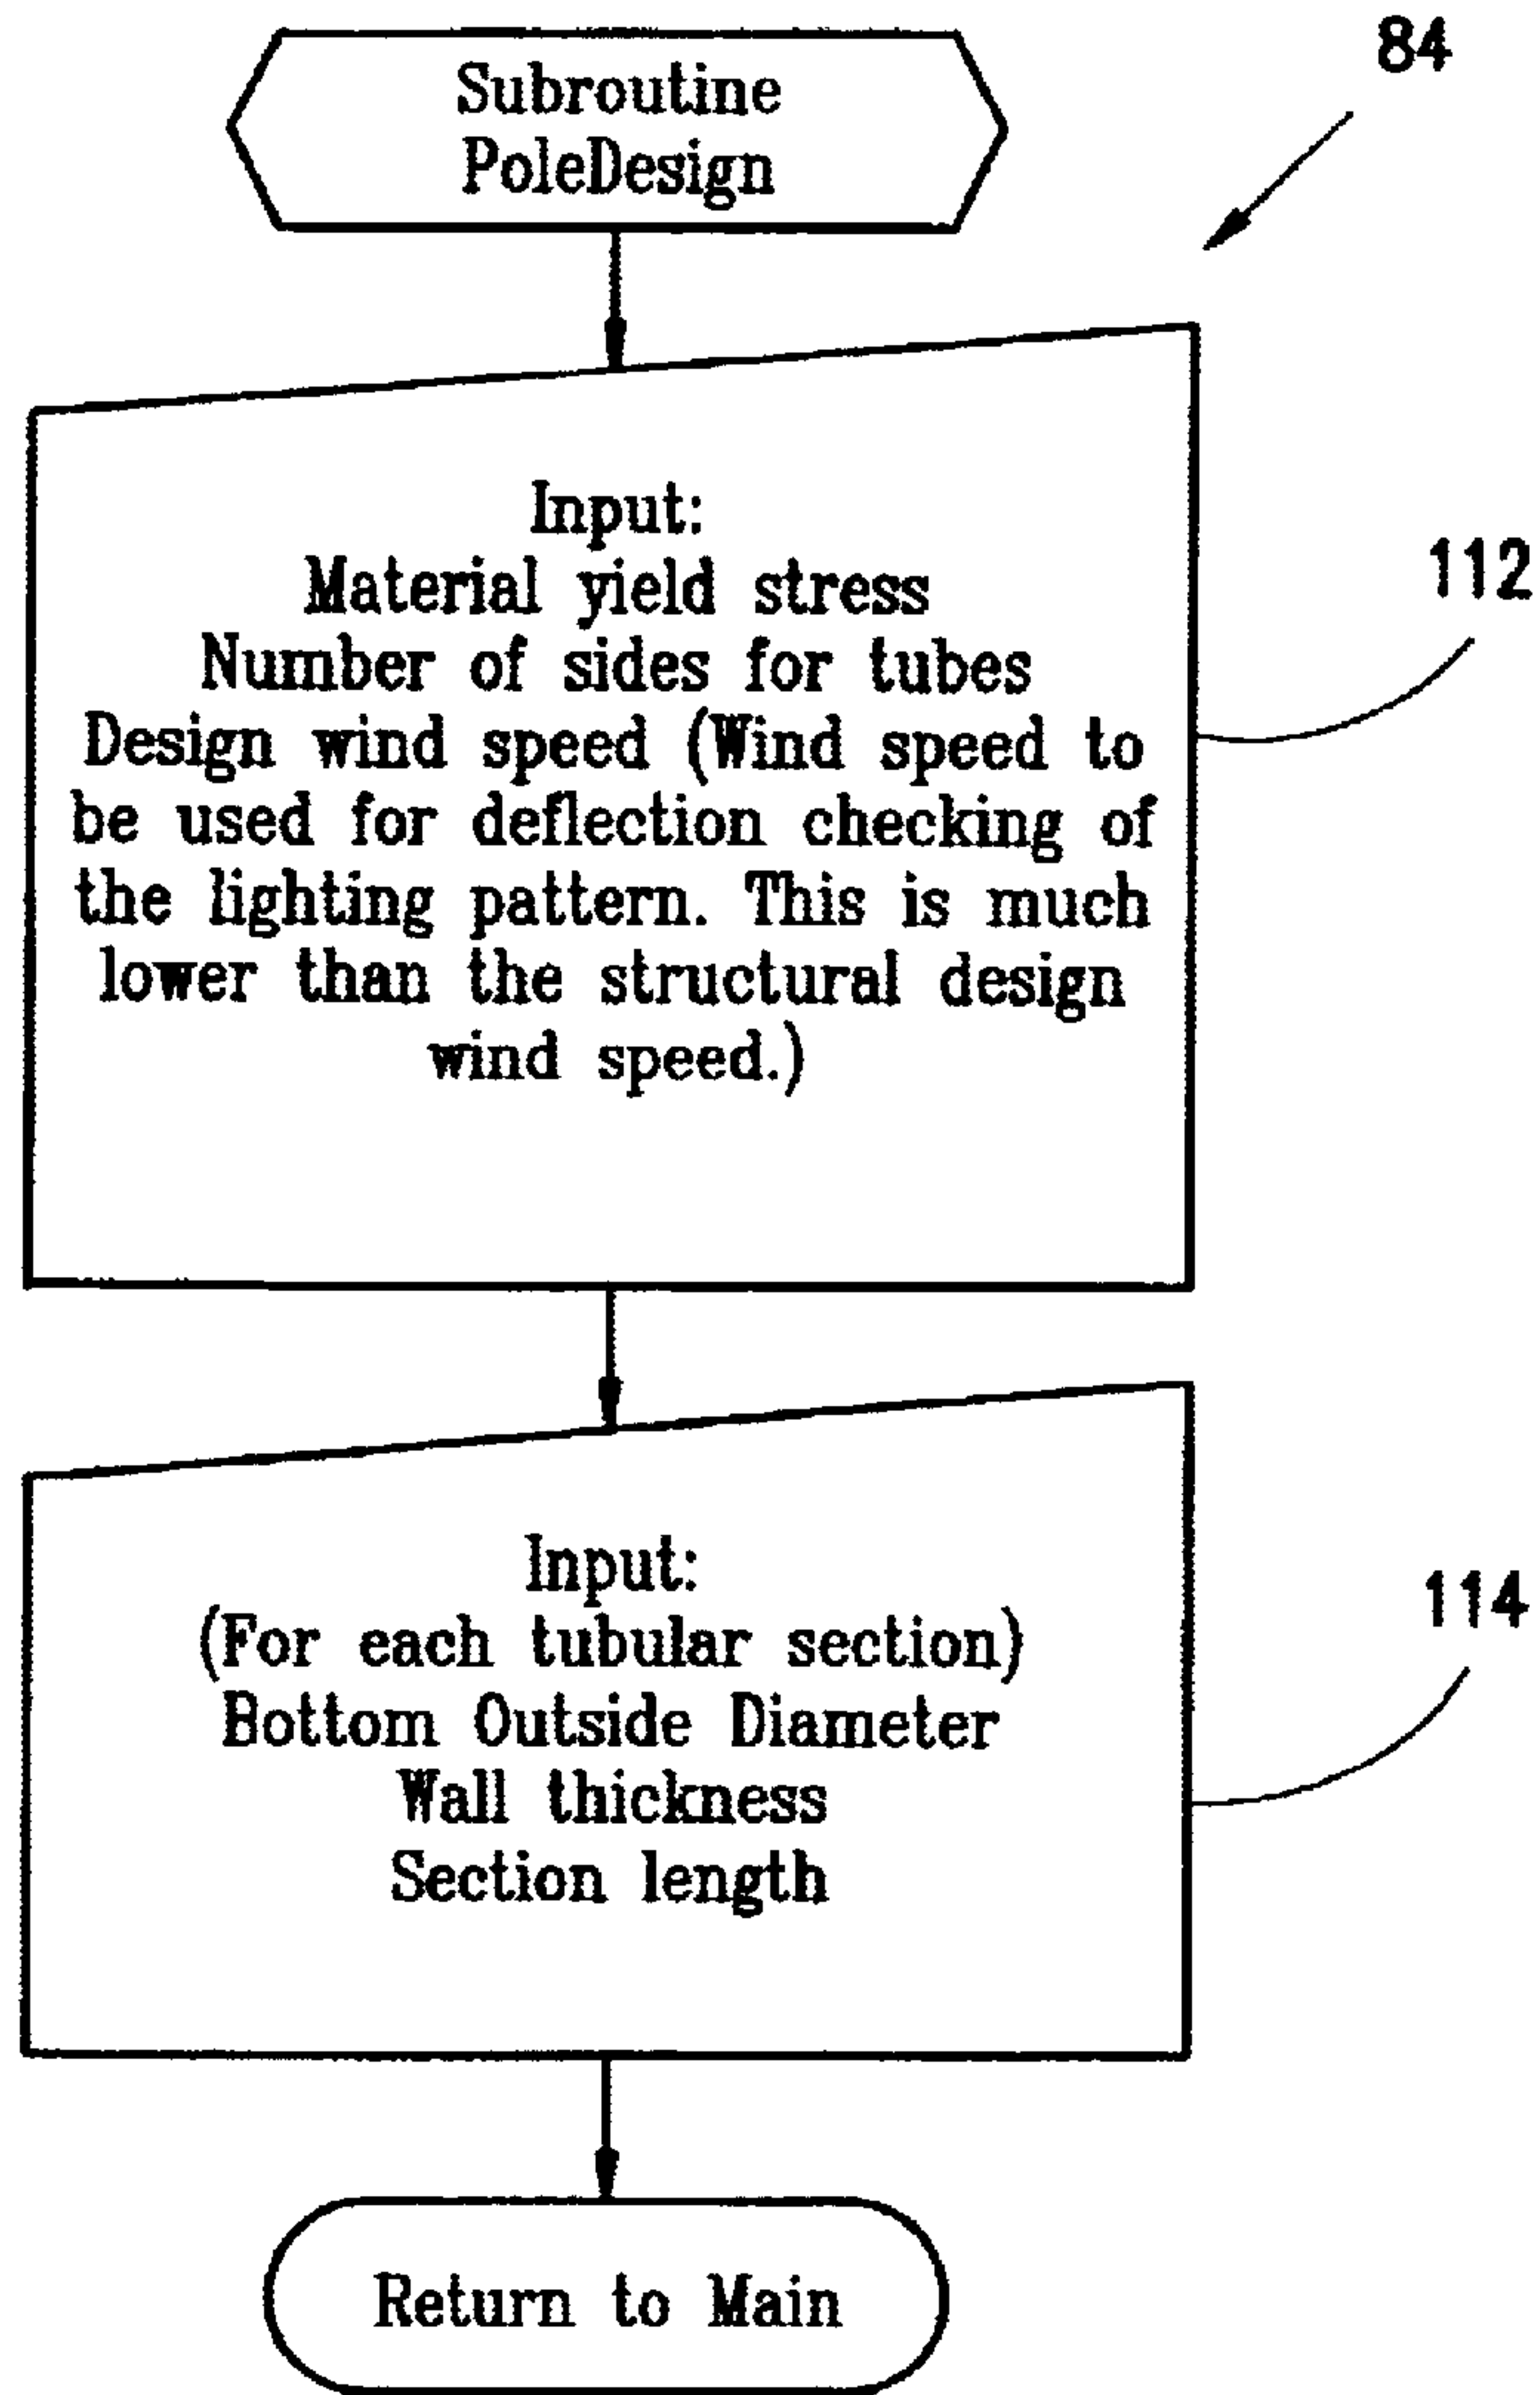 84
Subroutine
PoleDesign
Input:
Material yield stress
Number of sides for tubes
Design wind speed (Wind speed to
be used for deflection checking of
the lighting pattern. This is much
lower than the structural design
wind speed.)
112
Input:
(For each tubular section)
Bottom Outside Diameter
Wall thickness
Section length
114
Return to Main